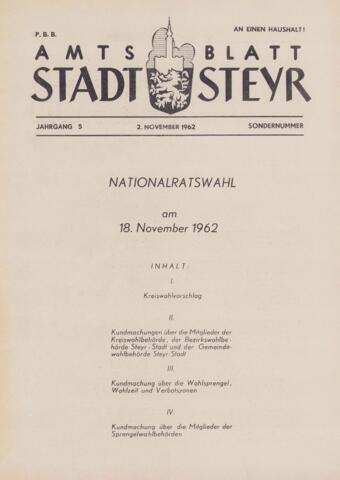 P. B. B.
AN EINEN HAUSHALT!
AMTSBLATT
STADT STEYR
JAHRGANG 5
2. NOVEMBER 1962
SONDERNUMMER
NATIONALRATSWAHL
am
18. November 1962
INHALT:
I.
Kreiswahlvorschlag
II.
Kundmachungen über die Mitglieder der
Kreiswahlbehörde, der Bezirkswahlbe-
hörde Steyr-Stadt und der Gemeinde-
wahlbehörde Steyr-Stadt
III.
Kundmachung über die Wahlsprengel,
Wahlzeit und Verbotszonen
IV.
Kundmachung über die Mitglieder der
Sprengelwahlbehörden